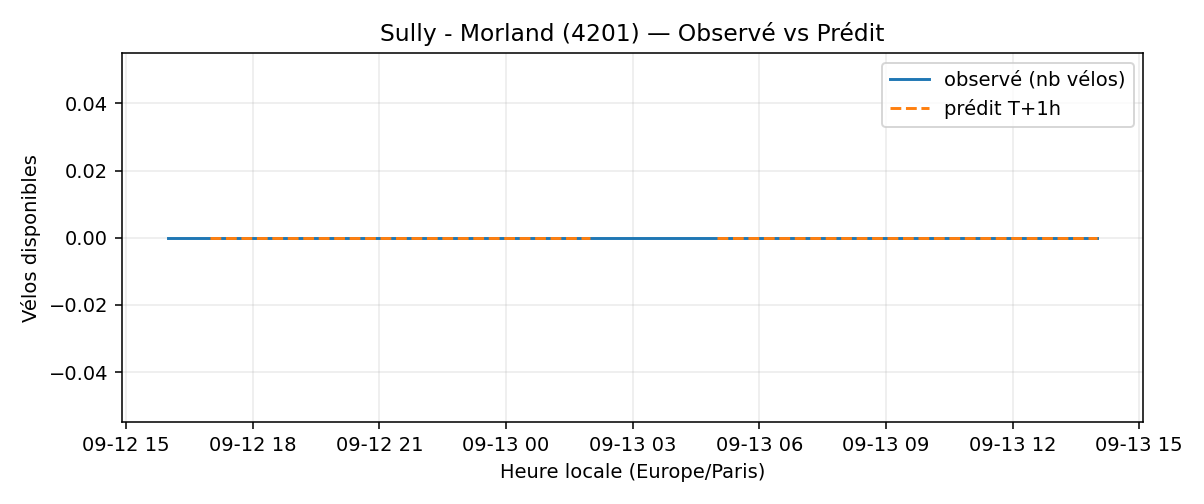 Sully - Morland (4201) — Observé vs Prédit
observé (nb vélos)
prédit T+1h
Vélos disponibles
0.04
0.02
0.00
−0.02
−0.04
09-12 15
09-12 18
09-12 21
09-13 00
09-13 03
09-13 06
09-13 09
09-13 12
09-13 15
Heure locale (Europe/Paris)